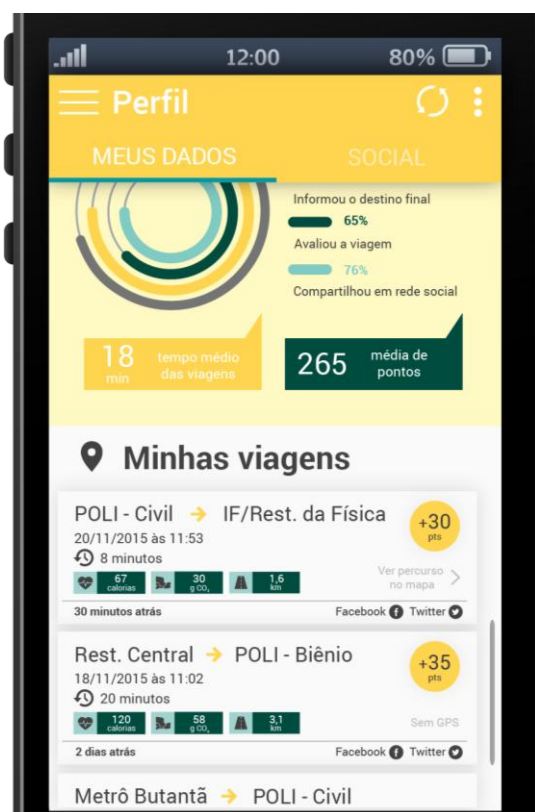 12:00 80%
Perfil
MEUS DADOS SOCIAL
Informou o destino final
65%
Avaliou a viagem
76%
Compartilhou em rede social
18 min tempo médio das viagens
265 média de pontos
Minhas viagens
POLI - Civil → IF/Rest. da Física
+30 pts
20/11/2015 às 11:53
8 minutos
Ver percurso no mapa
67 calorias 30 g CO₂ 1,6 km
30 minutos atrás Facebook Twitter
Rest. Central → POLI - Biênio
+35 pts
18/11/2015 às 11:02
20 minutos
120 calorias 58 g CO₂ 3,1 km
Sem GPS
2 dias atrás Facebook Twitter
Metrô Butantã → POLI - Civil